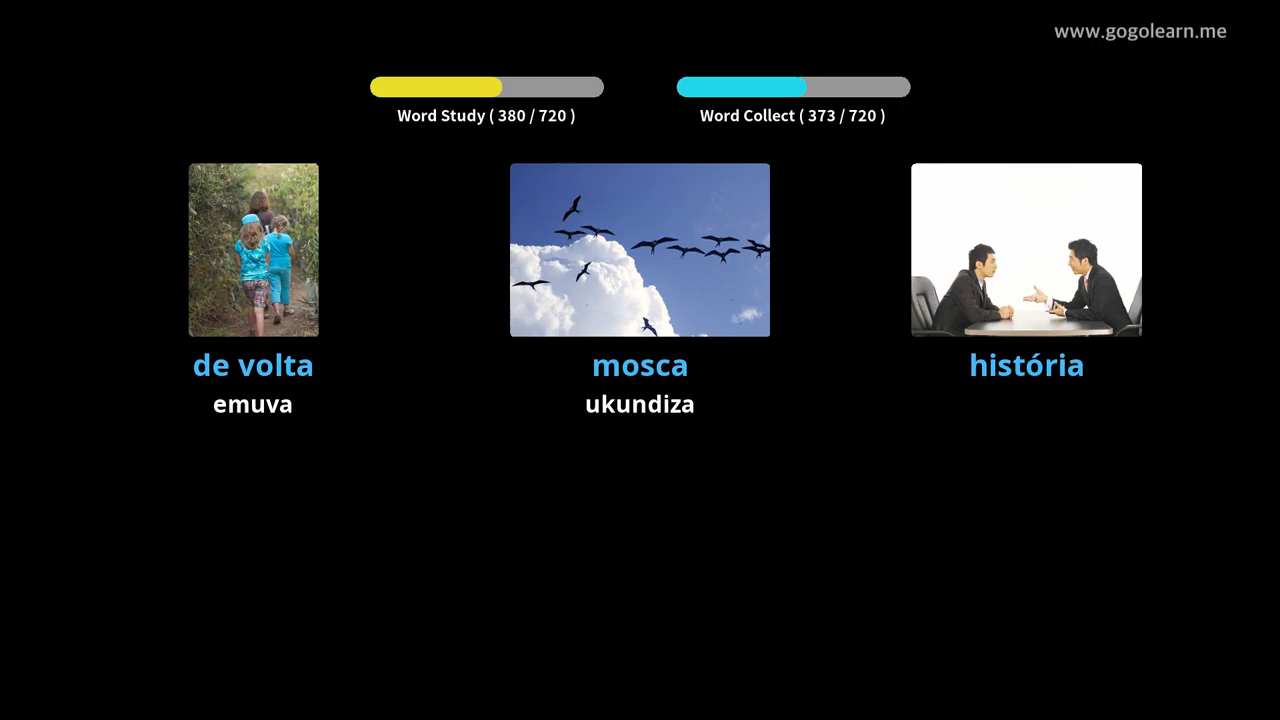 www.gogolearn.me
Word Study ( 380 / 720 )
Word Collect ( 373 / 720 )
de volta
mosca
história
emuva
ukundiza